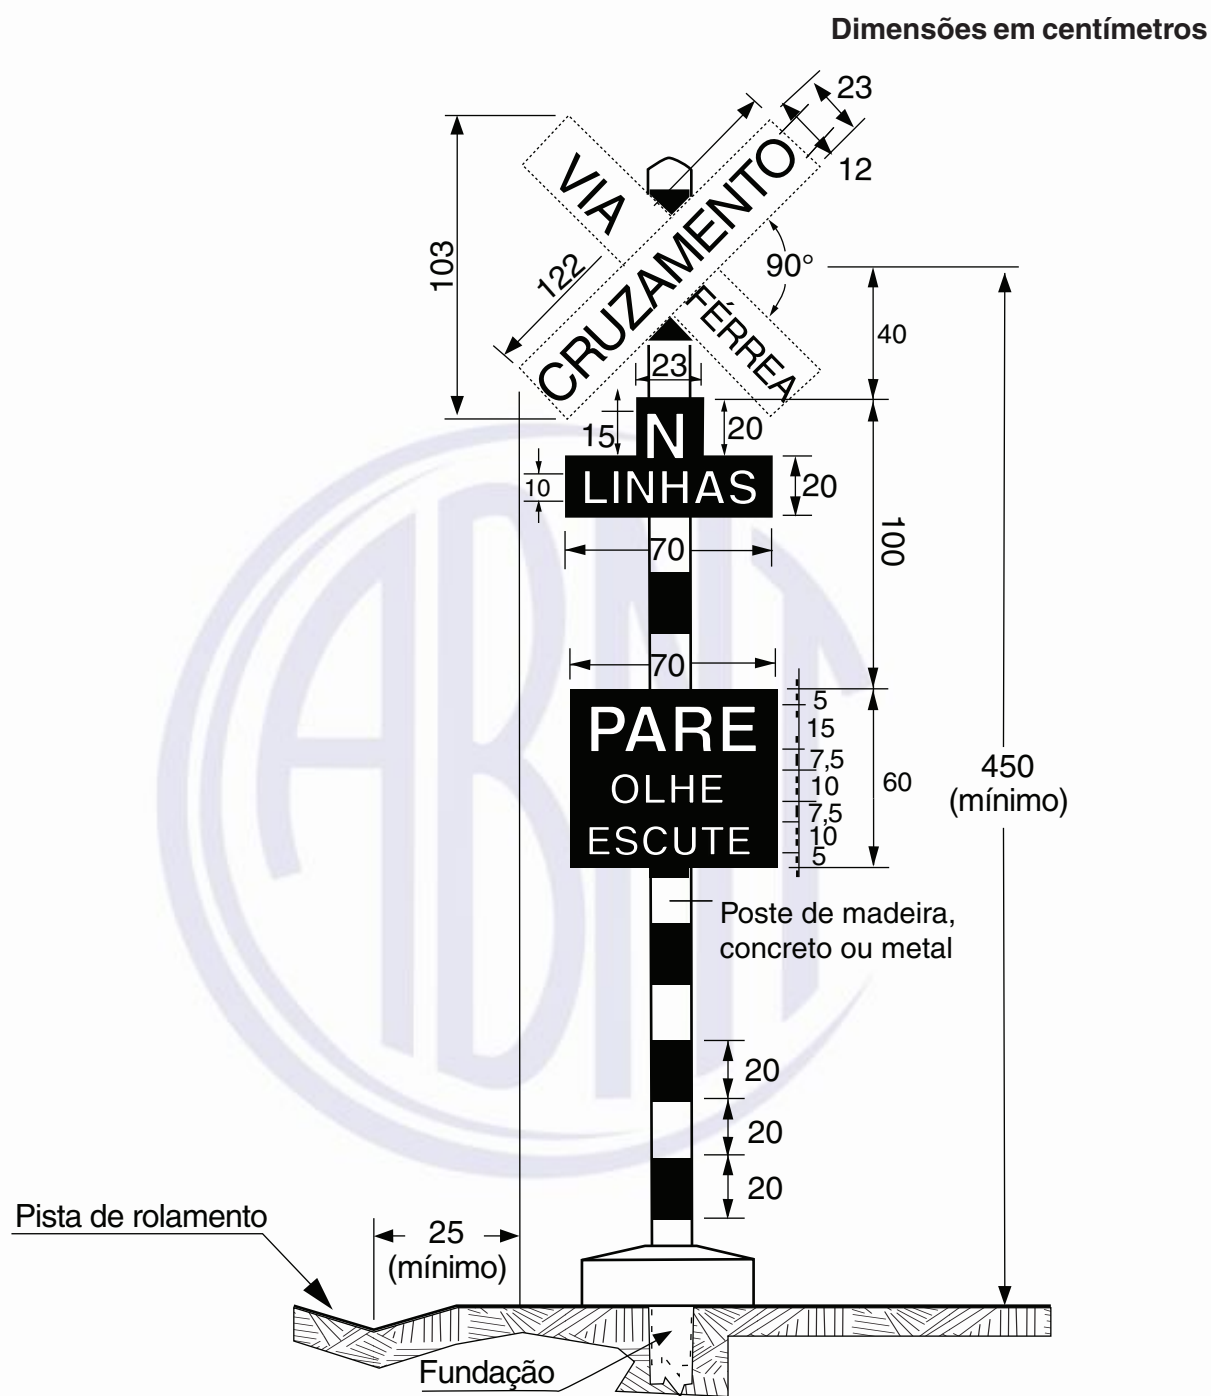 Dimensões em centímetros
23
12
VIA
CRUZAMENTO
FÉRREA
103
122
90°
40
23
15
N
20
10
LINHAS
20
70
100
70
PARE
OLHE
ESCUTE
5
15
7,5
10
7,5
10
5
60
450
(mínimo)
Poste de madeira,
concreto ou metal
20
20
20
Pista de rolamento
25
(mínimo)
Fundação
ABNT